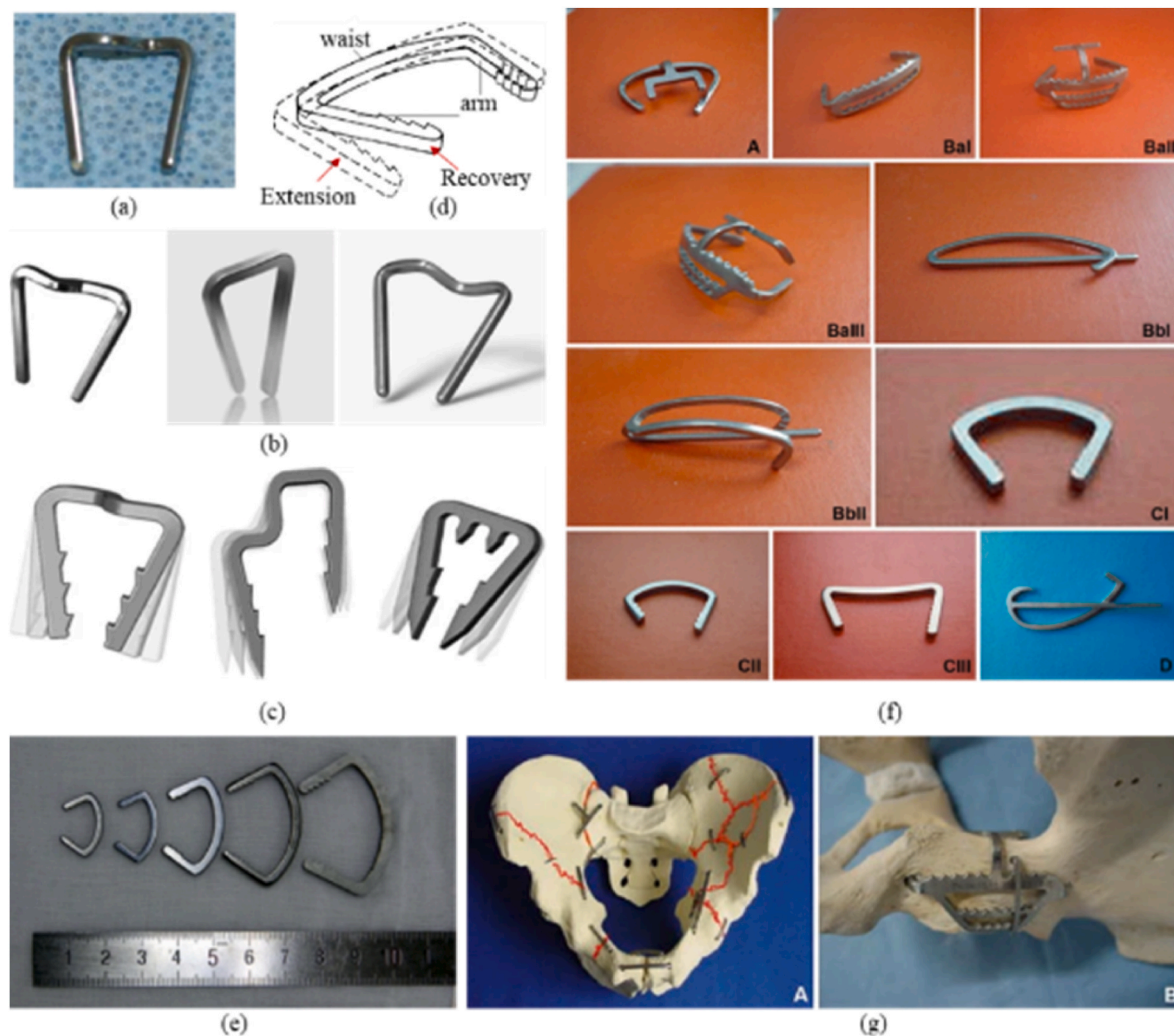 waist
arm
Extension
Recovery
(a)
(d)
A
BaI
BaII
(b)
BaIII
BbI
BbII
CI
(c)
CII
CIII
D
(f)
1 2 3 4 5 6 7 8 9 10 1
A
B
(e)
(g)